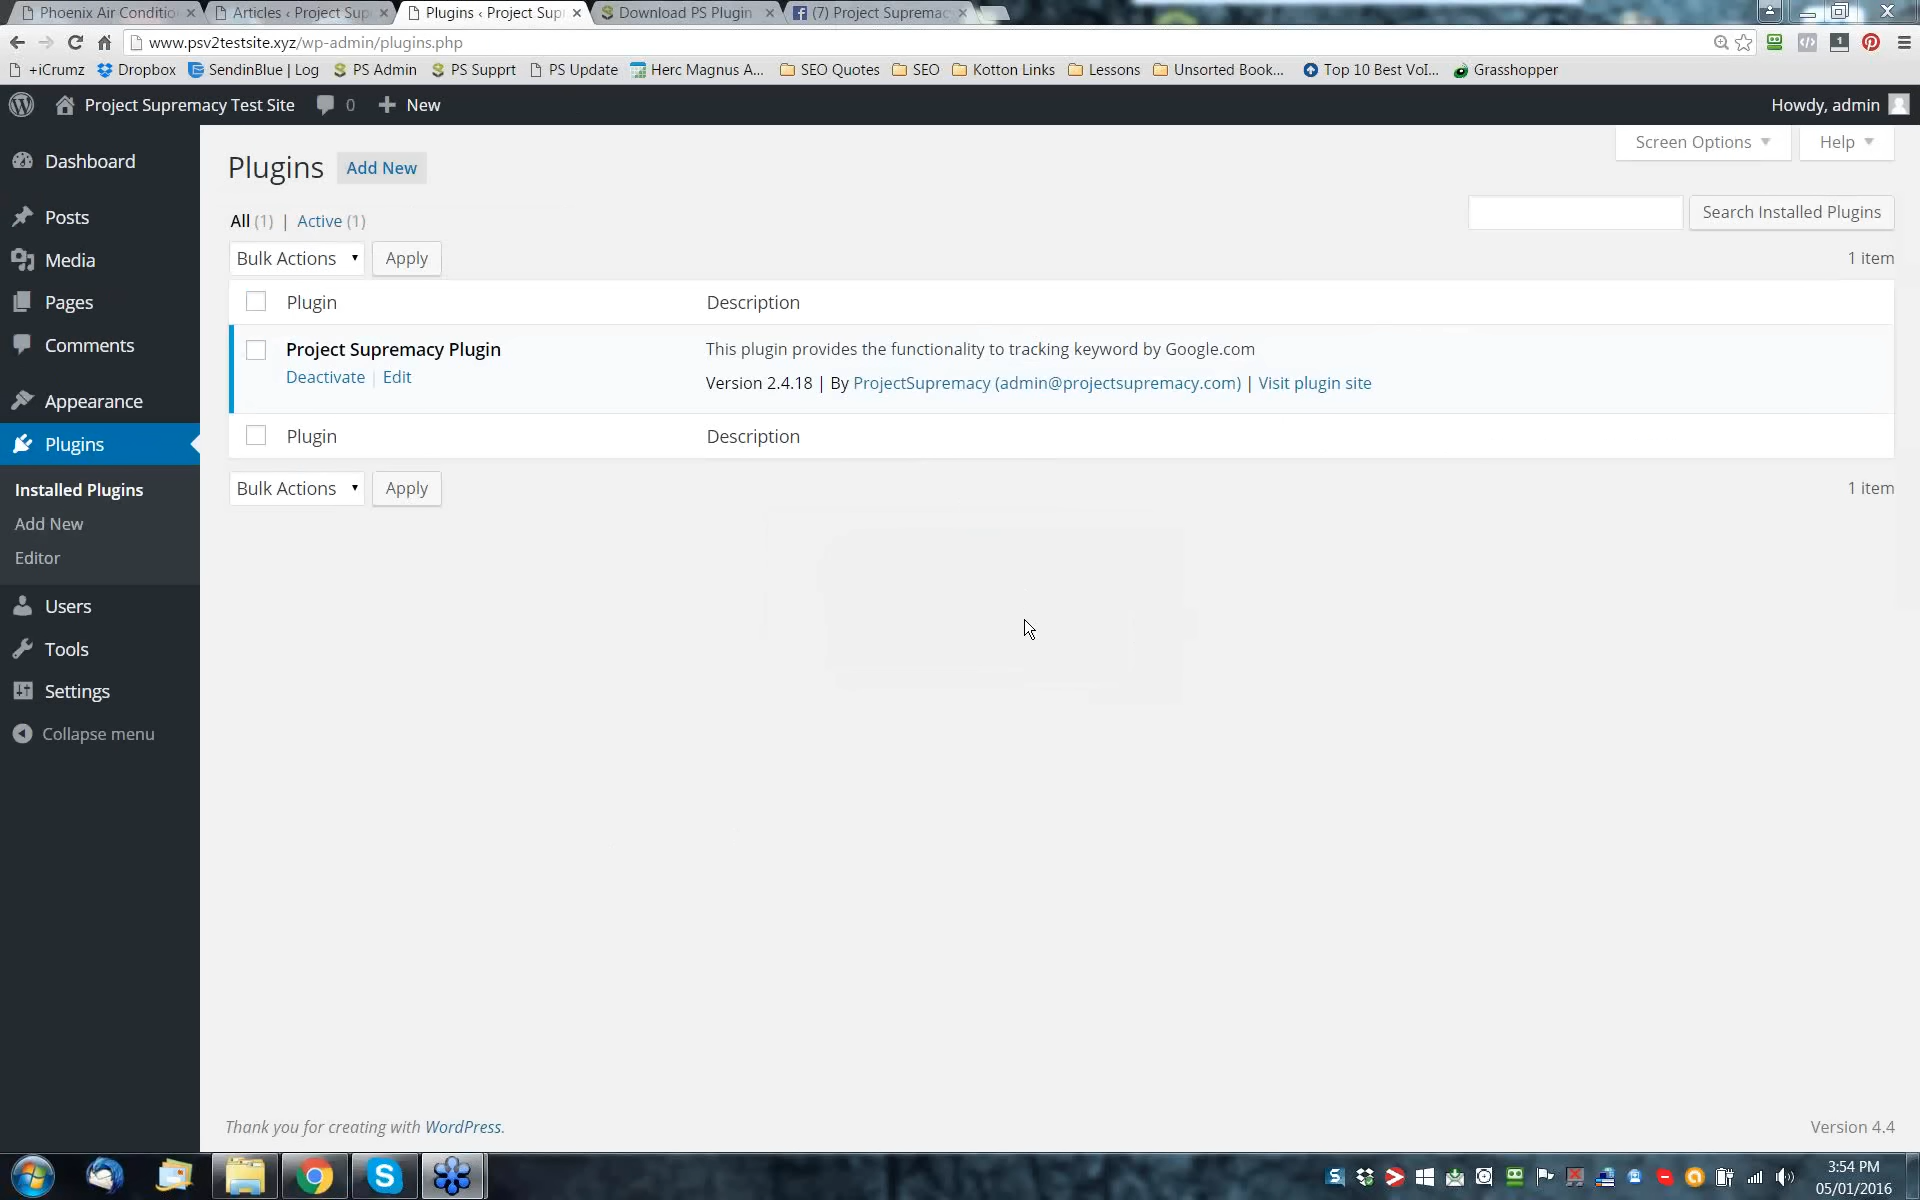 Phoenix Air Conditio
Articles ‹ Project Sup
Plugins ‹ Project Sup
Download PS Plugin
(7) Project Supremac
www.psv2testsite.xyz/wp-admin/plugins.php
+iCrumz
Dropbox
SendinBlue | Log
PS Admin
PS Supprt
PS Update
Herc Magnus A...
SEO Quotes
SEO
Kotton Links
Lessons
Unsorted Book...
Top 10 Best VoI...
Grasshopper
Project Supremacy Test Site
0
New
Howdy, admin
Dashboard
Posts
Media
Pages
Comments
Appearance
Plugins
Installed Plugins
Add New
Editor
Users
Tools
Settings
Collapse menu
Screen Options
Help
Plugins Add New
All (1) | Active (1)
Search Installed Plugins
Bulk Actions Apply
1 item
Plugin Description
Project Supremacy Plugin
Deactivate | Edit
This plugin provides the functionality to tracking keyword by Google.com
Version 2.4.18 | By ProjectSupremacy (admin@projectsupremacy.com) | Visit plugin site
Plugin Description
Bulk Actions Apply
1 item
Thank you for creating with WordPress.
Version 4.4
3:54 PM
05/01/2016